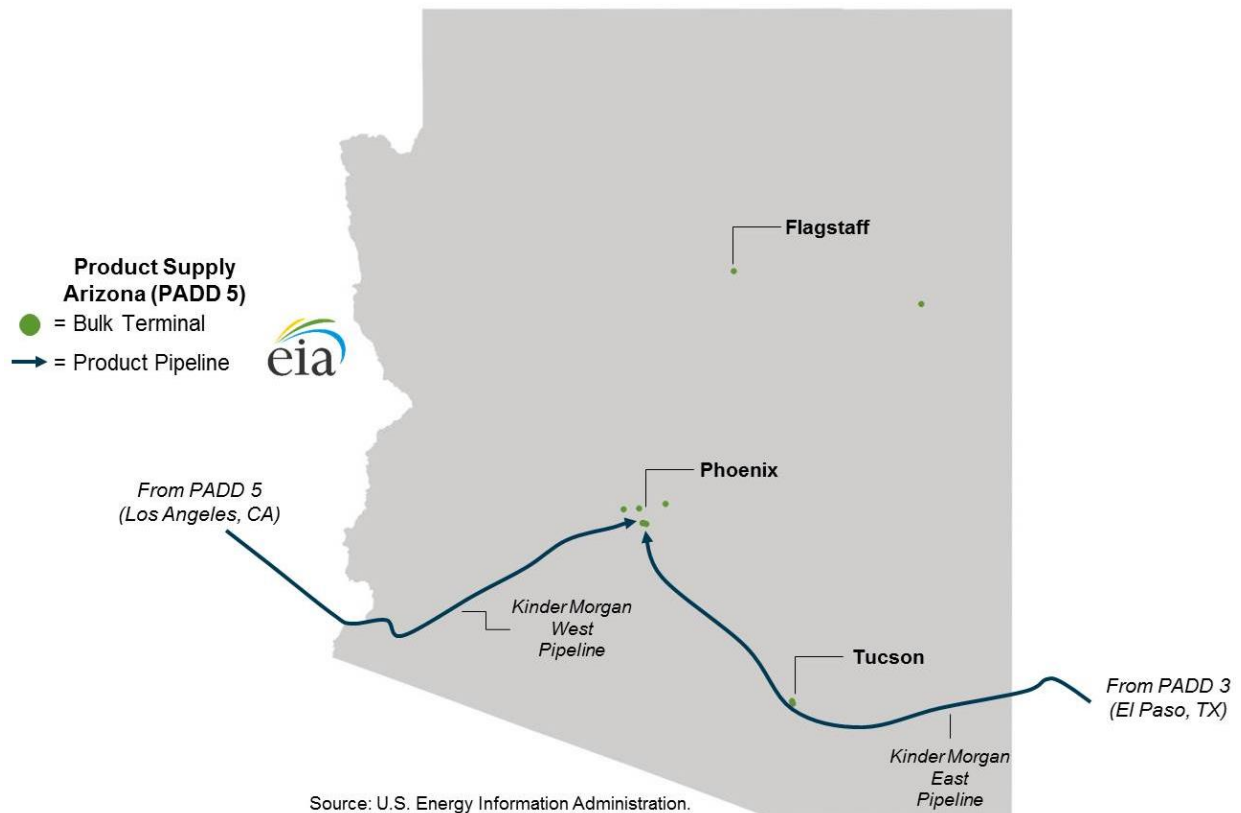 Flagstaff
Product Supply
Arizona (PADD 5)
= Bulk Terminal
= Product Pipeline
eia
Phoenix
From PADD 5
(Los Angeles, CA)
Kinder Morgan
West
Pipeline
Tucson
From PADD 3
(El Paso, TX)
Kinder Morgan
East
Pipeline
Source: U.S. Energy Information Administration.